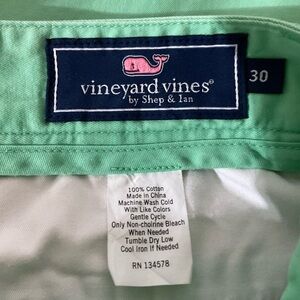 vineyard vines®
by Shep & Ian
30
100% Cotton
Made in China
Machine Wash Cold
With Like Colors
Gentle Cycle
Only Non-chlorine Bleach
When Needed
Tumble Dry Low
Cool Iron If Needed
RN 134578